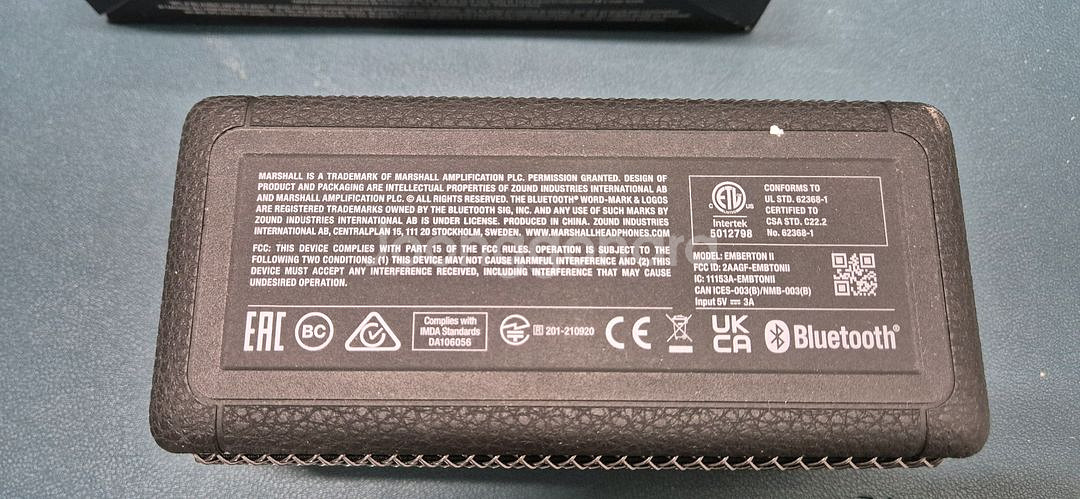 MARSHALL IS A TRADEMARK OF MARSHALL AMPLIFICATION PLC. PERMISSION GRANTED. DESIGN OF
PRODUCT AND PACKAGING ARE INTELLECTUAL PROPERTIES OF ZOUND INDUSTRIES INTERNATIONAL AB
AND MARSHALL AMPLIFICATION PLC. © ALL RIGHTS RESERVED. THE BLUETOOTH® WORD-MARK & LOGOS
ARE REGISTERED TRADEMARKS OWNED BY THE BLUETOOTH SIG, INC. AND ANY USE OF SUCH MARKS BY
ZOUND INDUSTRIES INTERNATIONAL AB IS UNDER LICENSE. PRODUCED IN CHINA. ZOUND INDUSTRIES
INTERNATIONAL AB, CENTRALPLAN 15, 111 20 STOCKHOLM, SWEDEN. WWW.MARSHALLHEADPHONES.COM
FCC: THIS DEVICE COMPLIES WITH PART 15 OF THE FCC RULES. OPERATION IS SUBJECT TO THE
FOLLOWING TWO CONDITIONS: (1) THIS DEVICE MAY NOT CAUSE HARMFUL INTERFERENCE AND (2) THIS
DEVICE MUST ACCEPT ANY INTERFERENCE RECEIVED, INCLUDING INTERFERENCE THAT MAY CAUSE
UNDESIRED OPERATION.
C ETL US
Intertek
5012798
CONFORMS TO
UL STD. 62368-1
CERTIFIED TO
CSA STD. C22.2
No. 62368-1
MODEL: EMBERTON II
FCC ID: 2AAGF-EMBTONII
IC: 11153A-EMBTONII
CAN ICES-003(B)/NMB-003(B)
Input 5V ⎓ 3A
EAC
BC
Complies with
IMDA Standards
DA106056
R 201-210920
CE
UK
CA
Bluetooth®